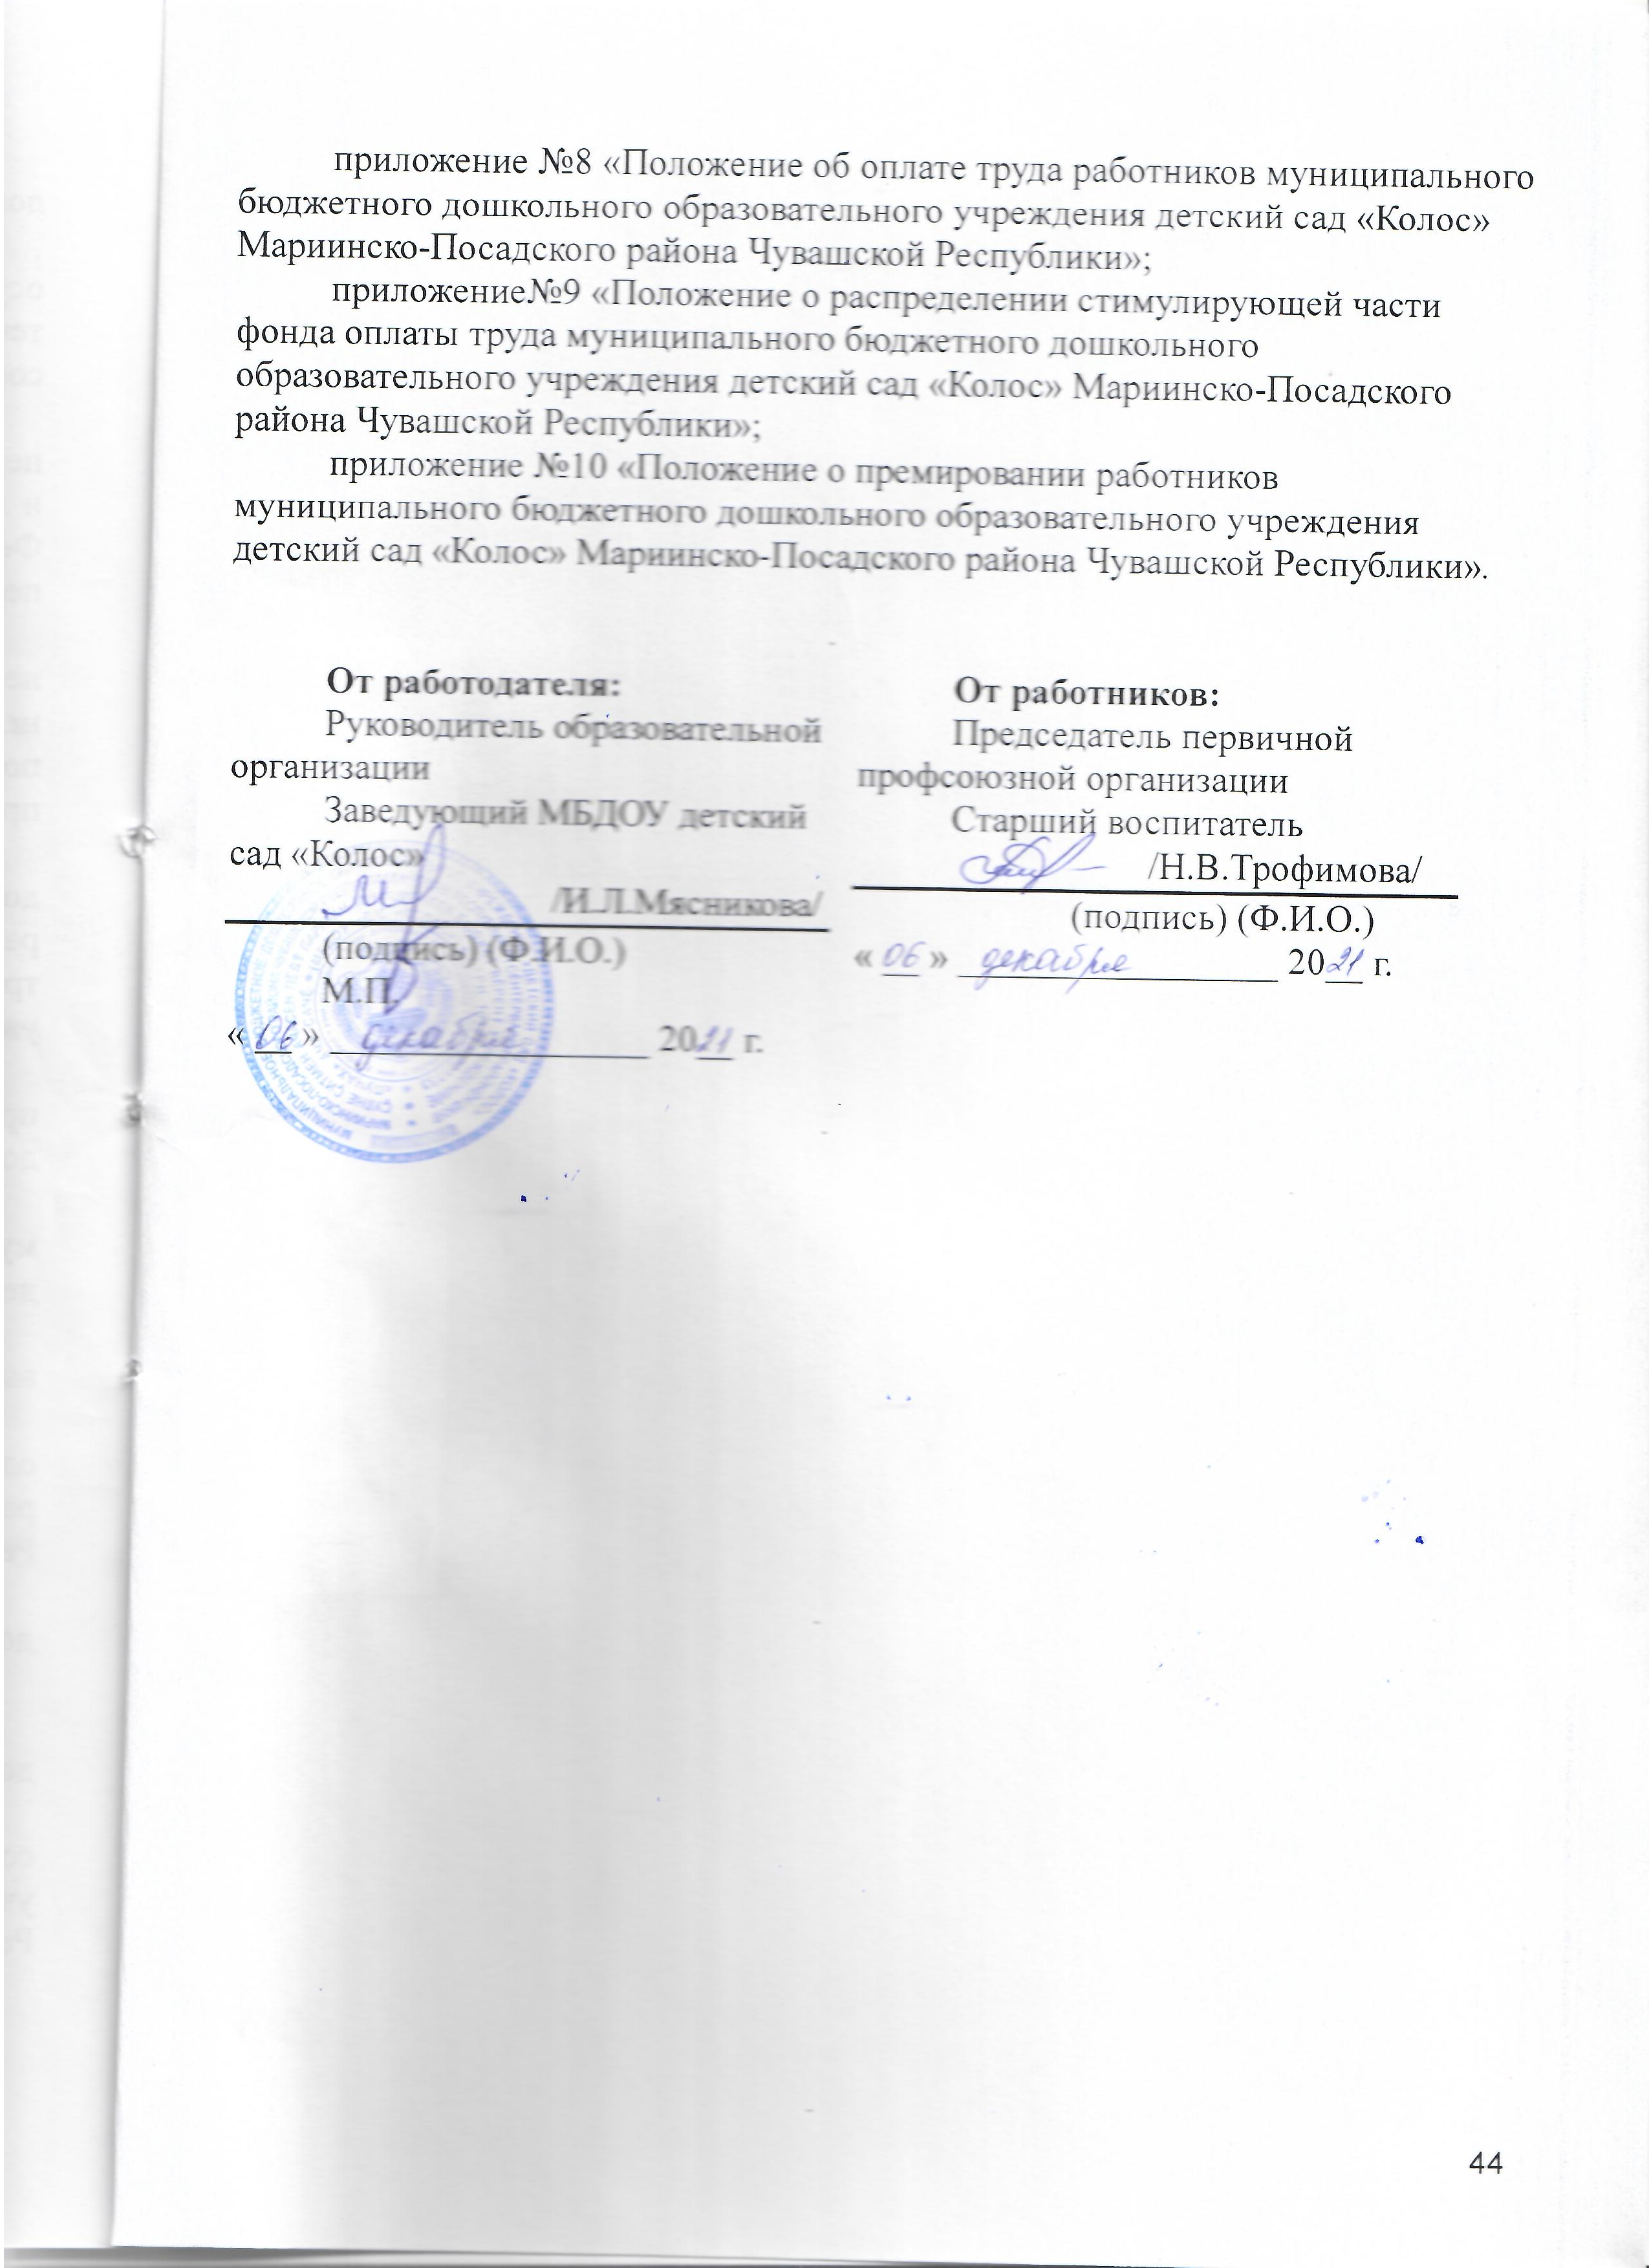 приложение №8 «Положение об оплате труда работников муниципального
бюджетного дошкольного образовательного учреждения детский сад «Колос»
Мариинско-Посадского района Чувашской Республики»;
приложение№9 «Положение о распределении стимулирующей части
фонда оплаты труда муниципального бюджетного дошкольного
образовательного учреждения детский сад «Колос» Мариинско-Посадского
района Чувашской Республики»;
приложение №10 «Положение о премировании работников
муниципального бюджетного дошкольного образовательного учреждения
детский сад «Колос» Мариинско-Посадского района Чувашской Республики».
От работодателя:
Руководитель образовательной
организации
Заведующий МБДОУ детский
сад «Колос»
/И.Л.Мясникова/
(подпись) (Ф.И.О.)
М.П.
« 06 » декабря 2021 г.
От работников:
Председатель первичной
профсоюзной организации
Старший воспитатель
/Н.В.Трофимова/
(подпись) (Ф.И.О.)
« 06 » декабря 2021 г.
44